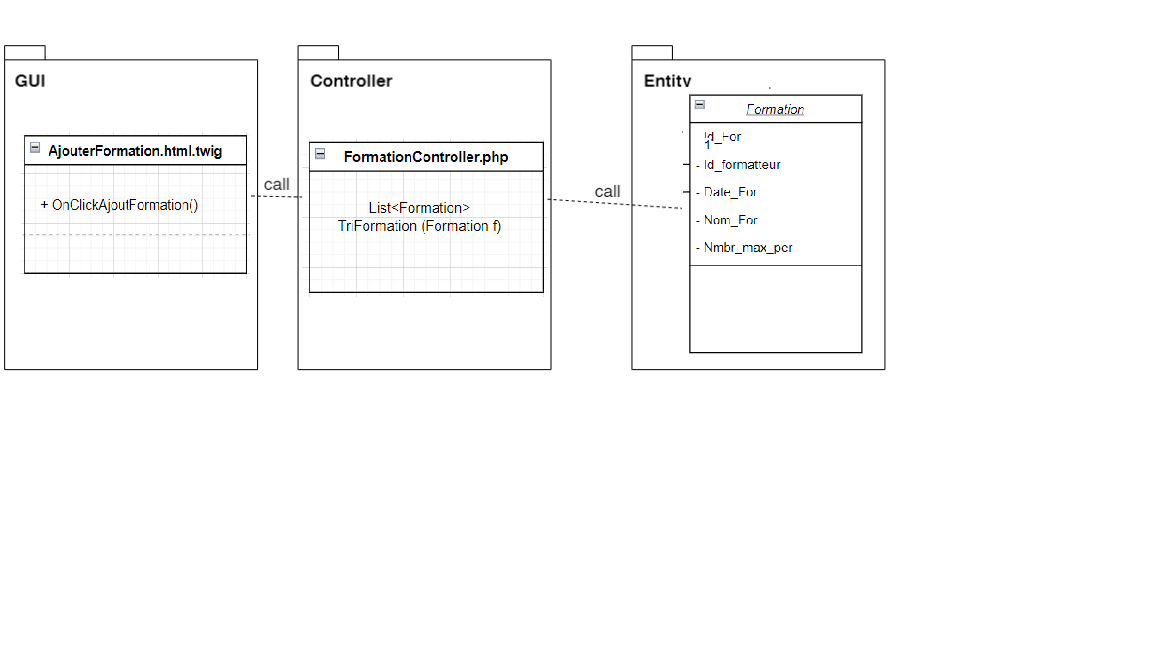 GUI
AjouterFormation.html.twig
+ OnClickAjoutFormation()
call
Controller
FormationController.php
List<Formation>
TriFormation (Formation f)
call
Entity
Formation
Id_For
1
- Id_formatteur
- Date_For
- Nom_For
- Nmbr_max_per